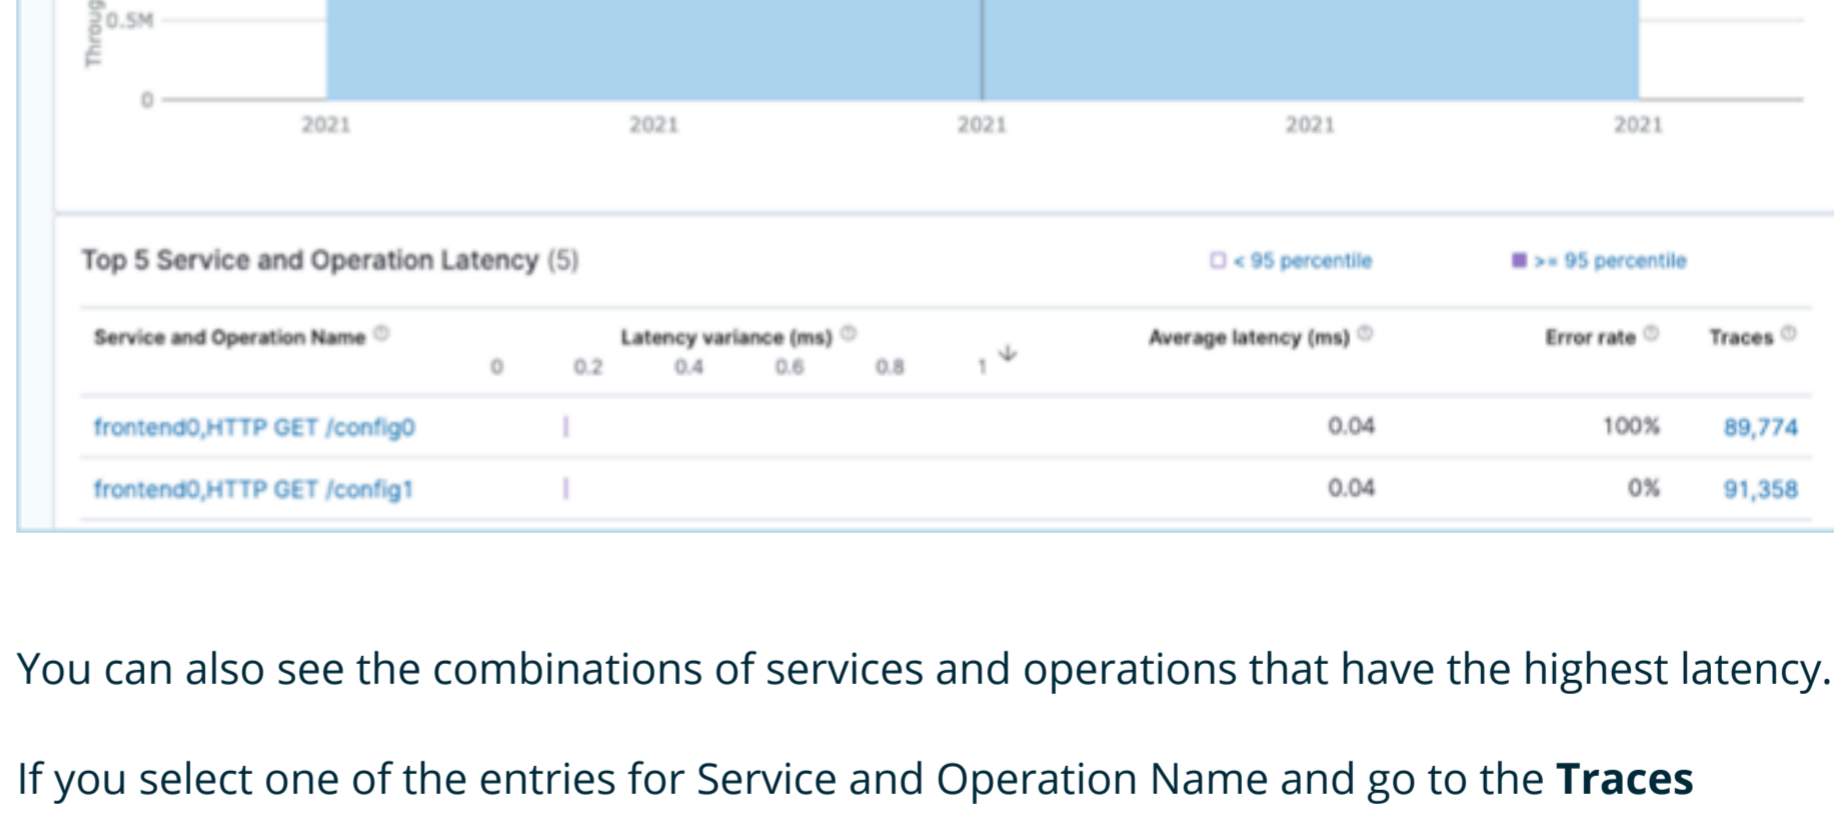 Throug
0.5M
0
2021 2021 2021 2021 2021
Top 5 Service and Operation Latency (5) < 95 percentile >= 95 percentile
Service and Operation Name Latency variance (ms) Average latency (ms) Error rate Traces
0 0.2 0.4 0.6 0.8 1
frontend0,HTTP GET /config0 0.04 100% 89,774
frontend0,HTTP GET /config1 0.04 0% 91,358
You can also see the combinations of services and operations that have the highest latency.
If you select one of the entries for Service and Operation Name and go to the Traces